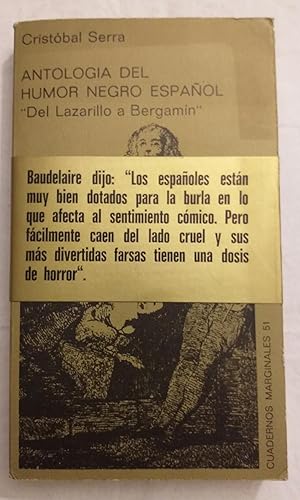 Cristóbal Serra
ANTOLOGIA DEL
HUMOR NEGRO ESPAÑOL
"Del Lazarillo a Bergamín"
Baudelaire dijo: "Los españoles están
muy bien dotados para la burla en lo
que afecta al sentimiento cómico. Pero
fácilmente caen del lado cruel y sus
más divertidas farsas tienen una dosis
de horror".
CUADERNOS MARGINALES 51